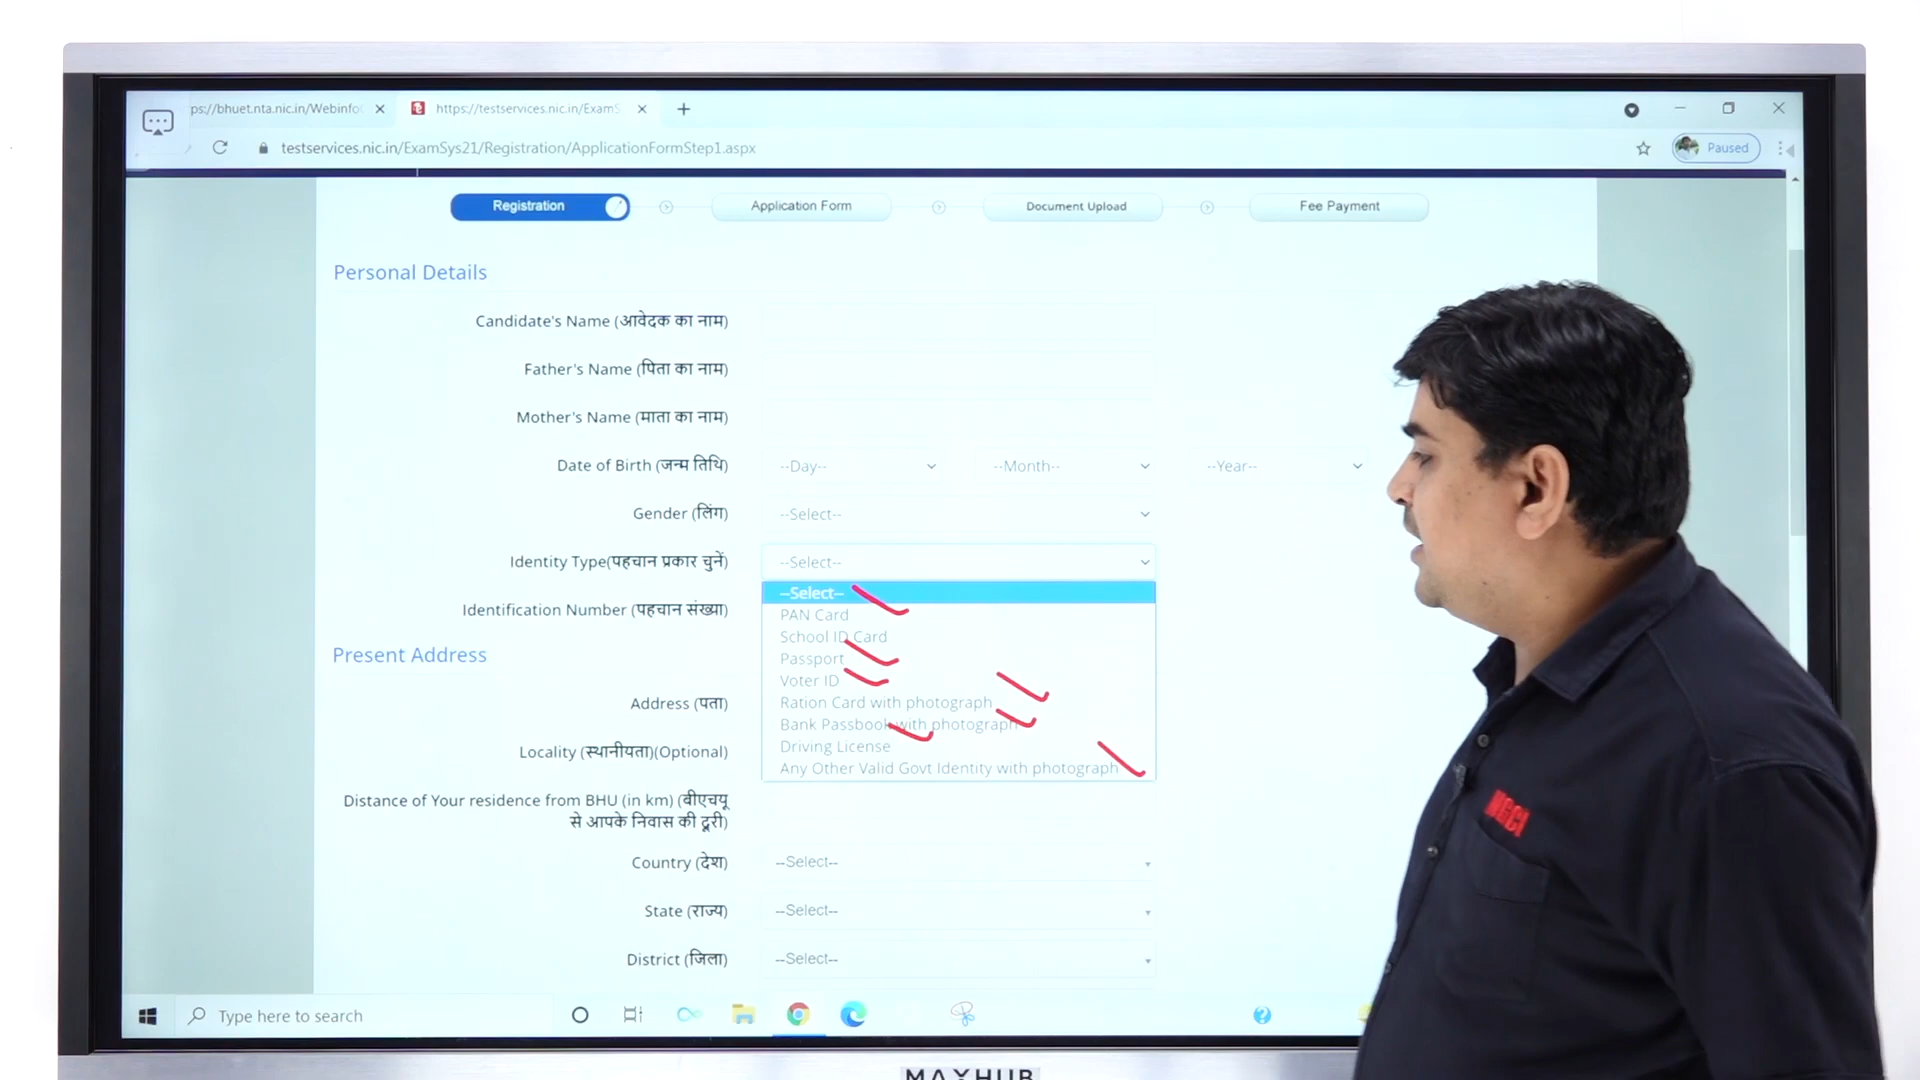 ps://bhuet.nta.nic.in/Webinfo
https://testservices.nic.in/ExamS
testservices.nic.in/ExamSys21/Registration/ApplicationFormStep1.aspx
Paused
Registration
Application Form
Document Upload
Fee Payment
Personal Details
Candidate's Name (आवेदक का नाम)
Father's Name (पिता का नाम)
Mother's Name (माता का नाम)
Date of Birth (जन्म तिथि)
--Day--
--Month--
--Year--
Gender (लिंग)
--Select--
Identity Type(पहचान प्रकार चुनें)
--Select--
--Select--
Identification Number (पहचान संख्या)
PAN Card
School ID Card
Passport
Voter ID
Ration Card with photograph
Bank Passbook with photograph
Driving License
Any Other Valid Govt Identity with photograph
Present Address
Address (पता)
Locality (स्थानीयता)(Optional)
Distance of Your residence from BHU (in km) (बीएचयू
से आपके निवास की दूरी)
Country (देश)
--Select--
State (राज्य)
--Select--
District (जिला)
--Select--
Type here to search
MAXHUB